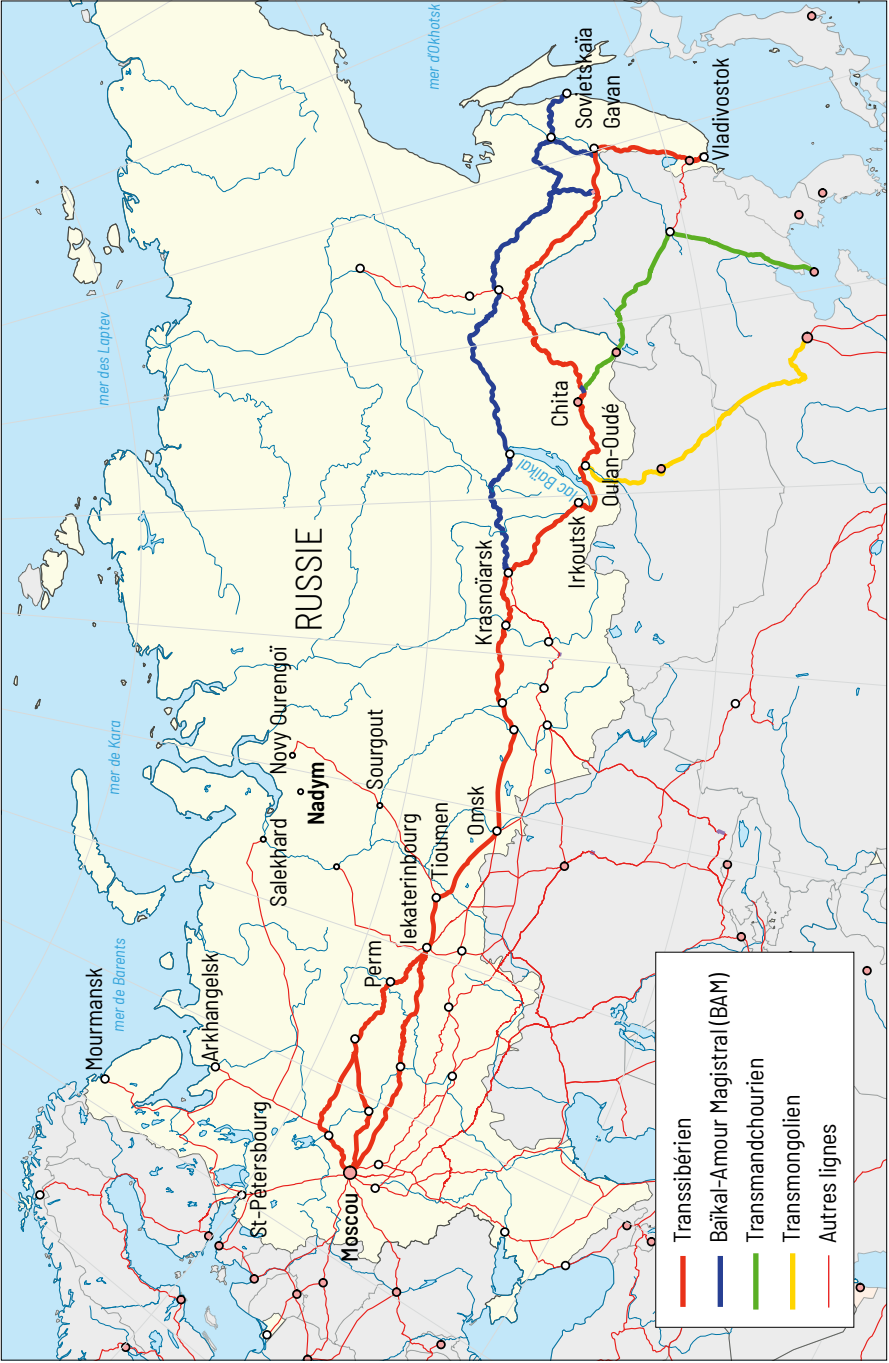 mer d'Okhotsk
mer des Laptev
mer de Kara
mer de Barents
RUSSIE
Mourmansk
Arkhangelsk
St-Pétersbourg
Moscou
Perm
Iekaterinbourg
Tioumen
Salekhard
Nadym
Novy Ourengoï
Sourgout
Omsk
Krasnoïarsk
Irkoutsk
lac Baïkal
Oulan-Oudé
Chita
Sovietskaïa
Gavan
Vladivostok
Transsibérien
Baïkal-Amour Magistral (BAM)
Transmandchourien
Transmongolien
Autres lignes